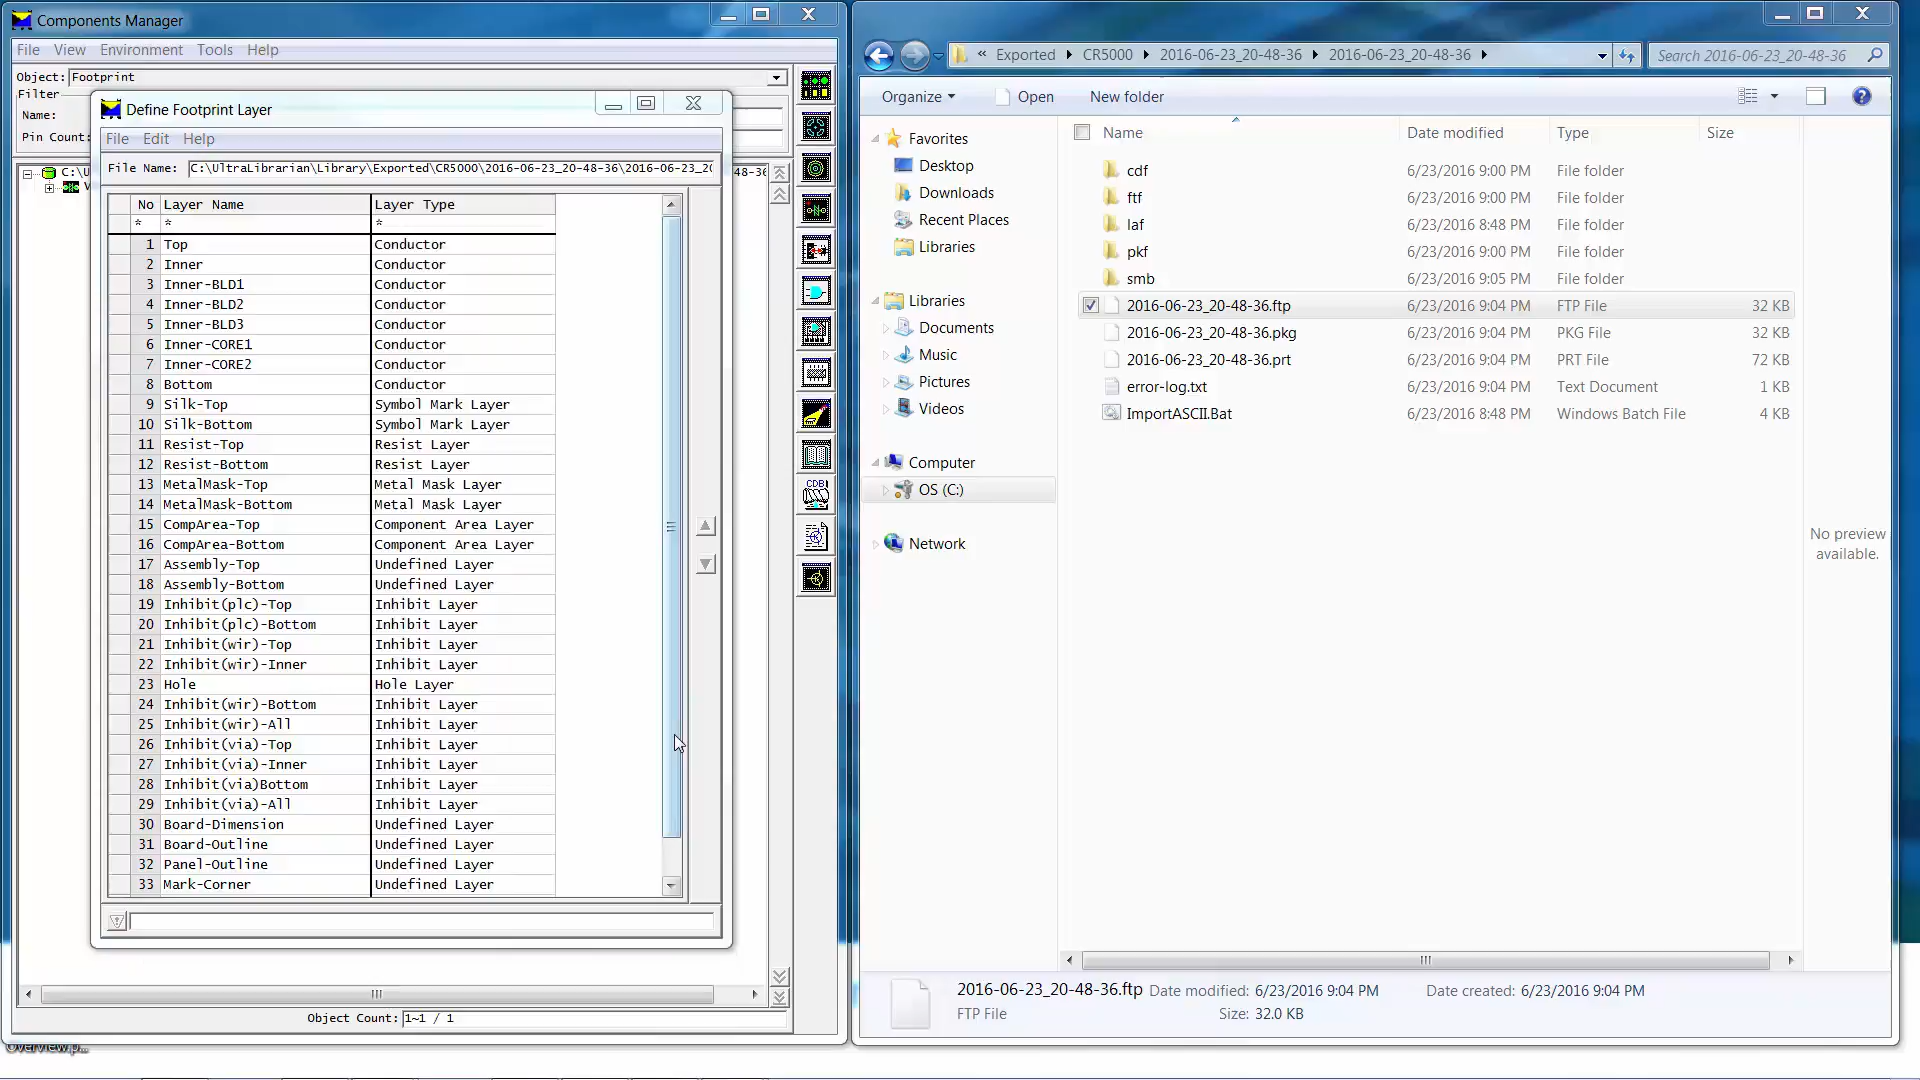 Components Manager
File View Environment Tools Help
Object: Footprint
Filter
Name:
Pin Count:
C:\U
48-36
Define Footprint Layer
File Edit Help
File Name: C:\UltraLibrarian\Library\Exported\CR5000\2016-06-23_20-48-36\2016-06-23_20
No Layer Name Layer Type
* * *
1 Top Conductor
2 Inner Conductor
3 Inner-BLD1 Conductor
4 Inner-BLD2 Conductor
5 Inner-BLD3 Conductor
6 Inner-CORE1 Conductor
7 Inner-CORE2 Conductor
8 Bottom Conductor
9 Silk-Top Symbol Mark Layer
10 Silk-Bottom Symbol Mark Layer
11 Resist-Top Resist Layer
12 Resist-Bottom Resist Layer
13 MetalMask-Top Metal Mask Layer
14 MetalMask-Bottom Metal Mask Layer
15 CompArea-Top Component Area Layer
16 CompArea-Bottom Component Area Layer
17 Assembly-Top Undefined Layer
18 Assembly-Bottom Undefined Layer
19 Inhibit(plc)-Top Inhibit Layer
20 Inhibit(plc)-Bottom Inhibit Layer
21 Inhibit(wir)-Top Inhibit Layer
22 Inhibit(wir)-Inner Inhibit Layer
23 Hole Hole Layer
24 Inhibit(wir)-Bottom Inhibit Layer
25 Inhibit(wir)-All Inhibit Layer
26 Inhibit(via)-Top Inhibit Layer
27 Inhibit(via)-Inner Inhibit Layer
28 Inhibit(via)Bottom Inhibit Layer
29 Inhibit(via)-All Inhibit Layer
30 Board-Dimension Undefined Layer
31 Board-Outline Undefined Layer
32 Panel-Outline Undefined Layer
33 Mark-Corner Undefined Layer
CDB
Object Count: 1~1 / 1
Overview.p...
« Exported CR5000 2016-06-23_20-48-36 2016-06-23_20-48-36
Search 2016-06-23_20-48-36
Organize Open New folder
Favorites
Desktop
Downloads
Recent Places
Libraries
Libraries
Documents
Music
Pictures
Videos
Computer
OS (C:)
Network
Name Date modified Type Size
cdf 6/23/2016 9:00 PM File folder
ftf 6/23/2016 9:00 PM File folder
laf 6/23/2016 8:48 PM File folder
pkf 6/23/2016 9:00 PM File folder
smb 6/23/2016 9:05 PM File folder
2016-06-23_20-48-36.ftp 6/23/2016 9:04 PM FTP File 32 KB
2016-06-23_20-48-36.pkg 6/23/2016 9:04 PM PKG File 32 KB
2016-06-23_20-48-36.prt 6/23/2016 9:04 PM PRT File 72 KB
error-log.txt 6/23/2016 9:04 PM Text Document 1 KB
ImportASCII.Bat 6/23/2016 8:48 PM Windows Batch File 4 KB
No preview
available.
2016-06-23_20-48-36.ftp Date modified: 6/23/2016 9:04 PM Date created: 6/23/2016 9:04 PM
FTP File Size: 32.0 KB